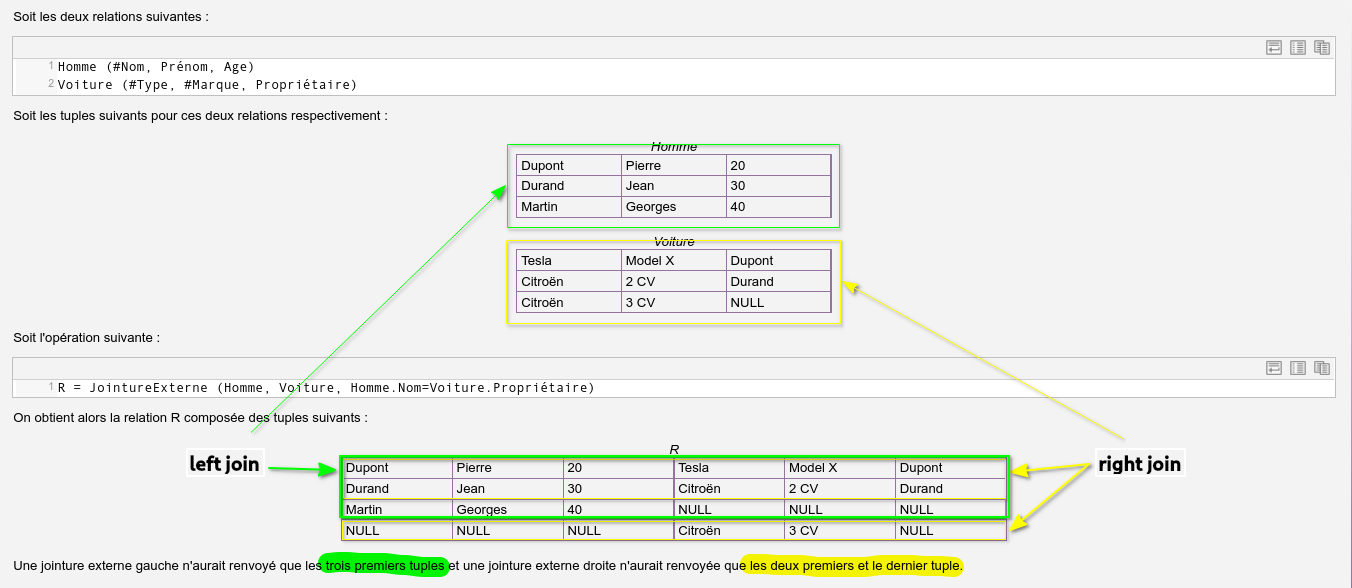 Soit les deux relations suivantes :
1 Homme (#Nom, Prénom, Age)
2 Voiture (#Type, #Marque, Propriétaire)
Soit les tuples suivants pour ces deux relations respectivement :
Homme
Dupont Pierre 20
Durand Jean 30
Martin Georges 40
Voiture
Tesla Model X Dupont
Citroën 2 CV Durand
Citroën 3 CV NULL
Soit l'opération suivante :
1 R = JointureExterne (Homme, Voiture, Homme.Nom=Voiture.Propriétaire)
On obtient alors la relation R composée des tuples suivants :
R
left join
right join
Dupont Pierre 20 Tesla Model X Dupont
Durand Jean 30 Citroën 2 CV Durand
Martin Georges 40 NULL NULL NULL
NULL NULL NULL Citroën 3 CV NULL
Une jointure externe gauche n'aurait renvoyé que les trois premiers tuples et une jointure externe droite n'aurait renvoyée que les deux premiers et le dernier tuple.